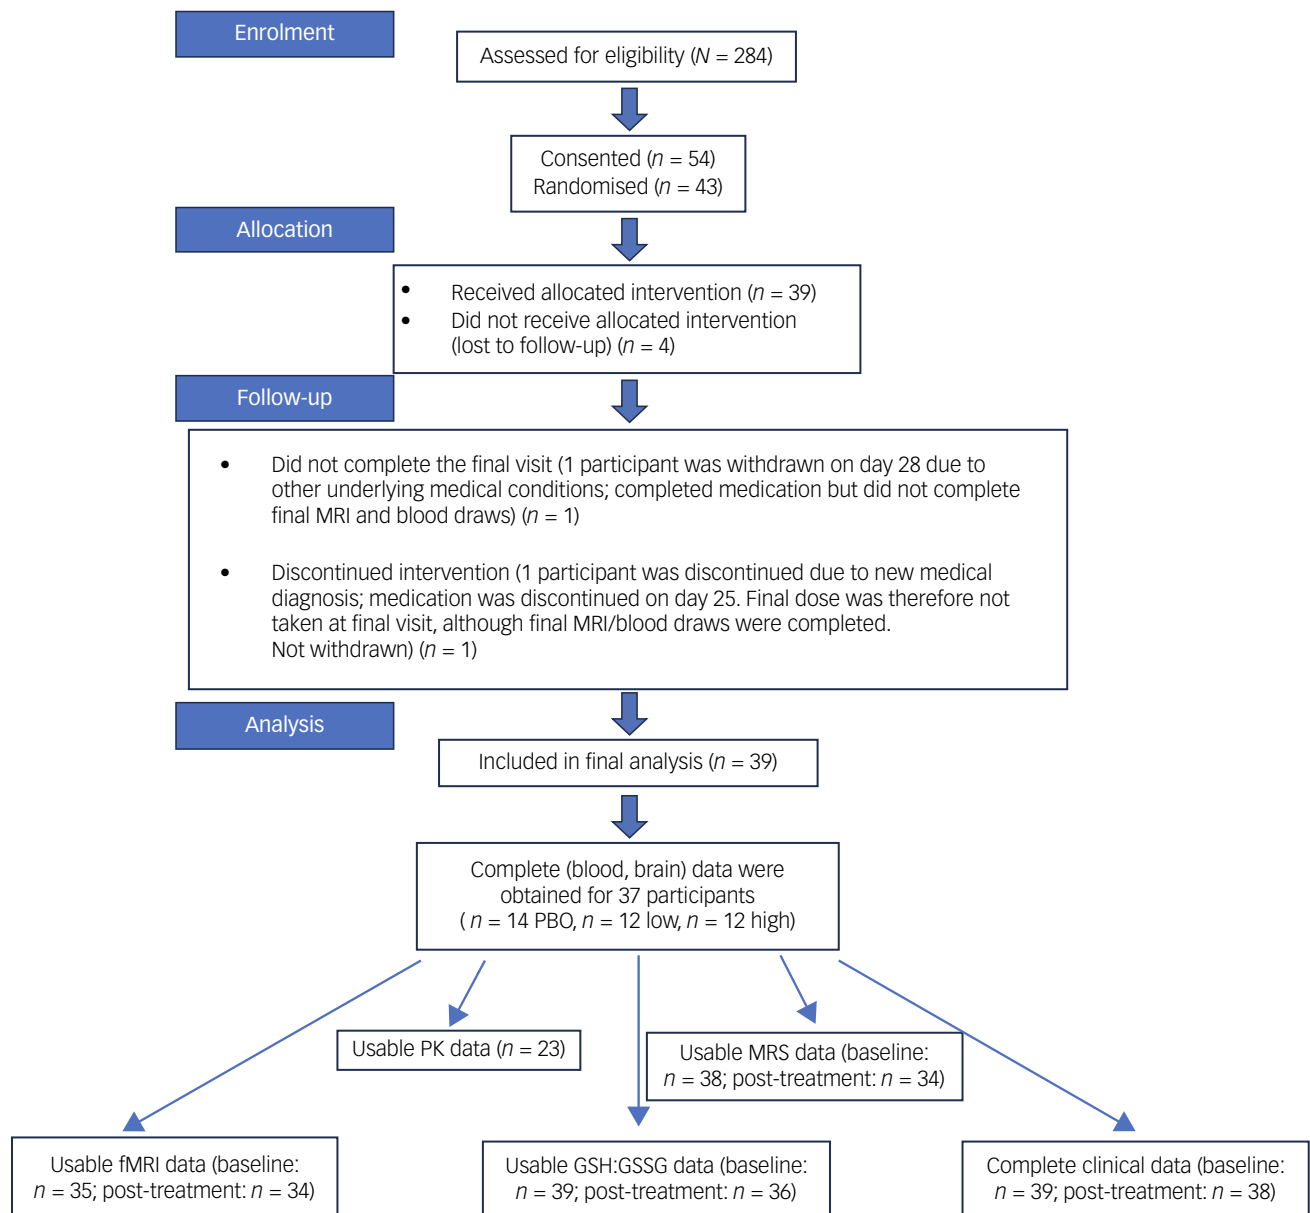 Enrolment
Assessed for eligibility (N = 284)
Consented (n = 54)
Randomised (n = 43)
Allocation
• Received allocated intervention (n = 39)
• Did not receive allocated intervention
(lost to follow-up) (n = 4)
Follow-up
• Did not complete the final visit (1 participant was withdrawn on day 28 due to
other underlying medical conditions; completed medication but did not complete
final MRI and blood draws) (n = 1)
• Discontinued intervention (1 participant was discontinued due to new medical
diagnosis; medication was discontinued on day 25. Final dose was therefore not
taken at final visit, although final MRI/blood draws were completed.
Not withdrawn) (n = 1)
Analysis
Included in final analysis (n = 39)
Complete (blood, brain) data were
obtained for 37 participants
( n = 14 PBO, n = 12 low, n = 12 high)
Usable PK data (n = 23)
Usable MRS data (baseline:
n = 38; post-treatment: n = 34)
Usable fMRI data (baseline:
n = 35; post-treatment: n = 34)
Usable GSH:GSSG data (baseline:
n = 39; post-treatment: n = 36)
Complete clinical data (baseline:
n = 39; post-treatment: n = 38)